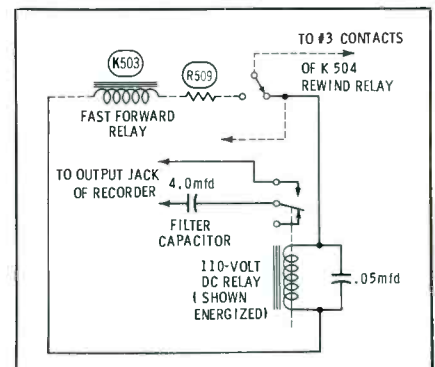 TO #3 CONTACTS
OF K 504
REWIND RELAY
K503
R509
FAST FORWARD
RELAY
TO OUTPUT JACK
OF RECORDER
4.0mfd
FILTER
CAPACITOR
110-VOLT
DC RELAY
( SHOWN
ENERGIZED)
.05mfd